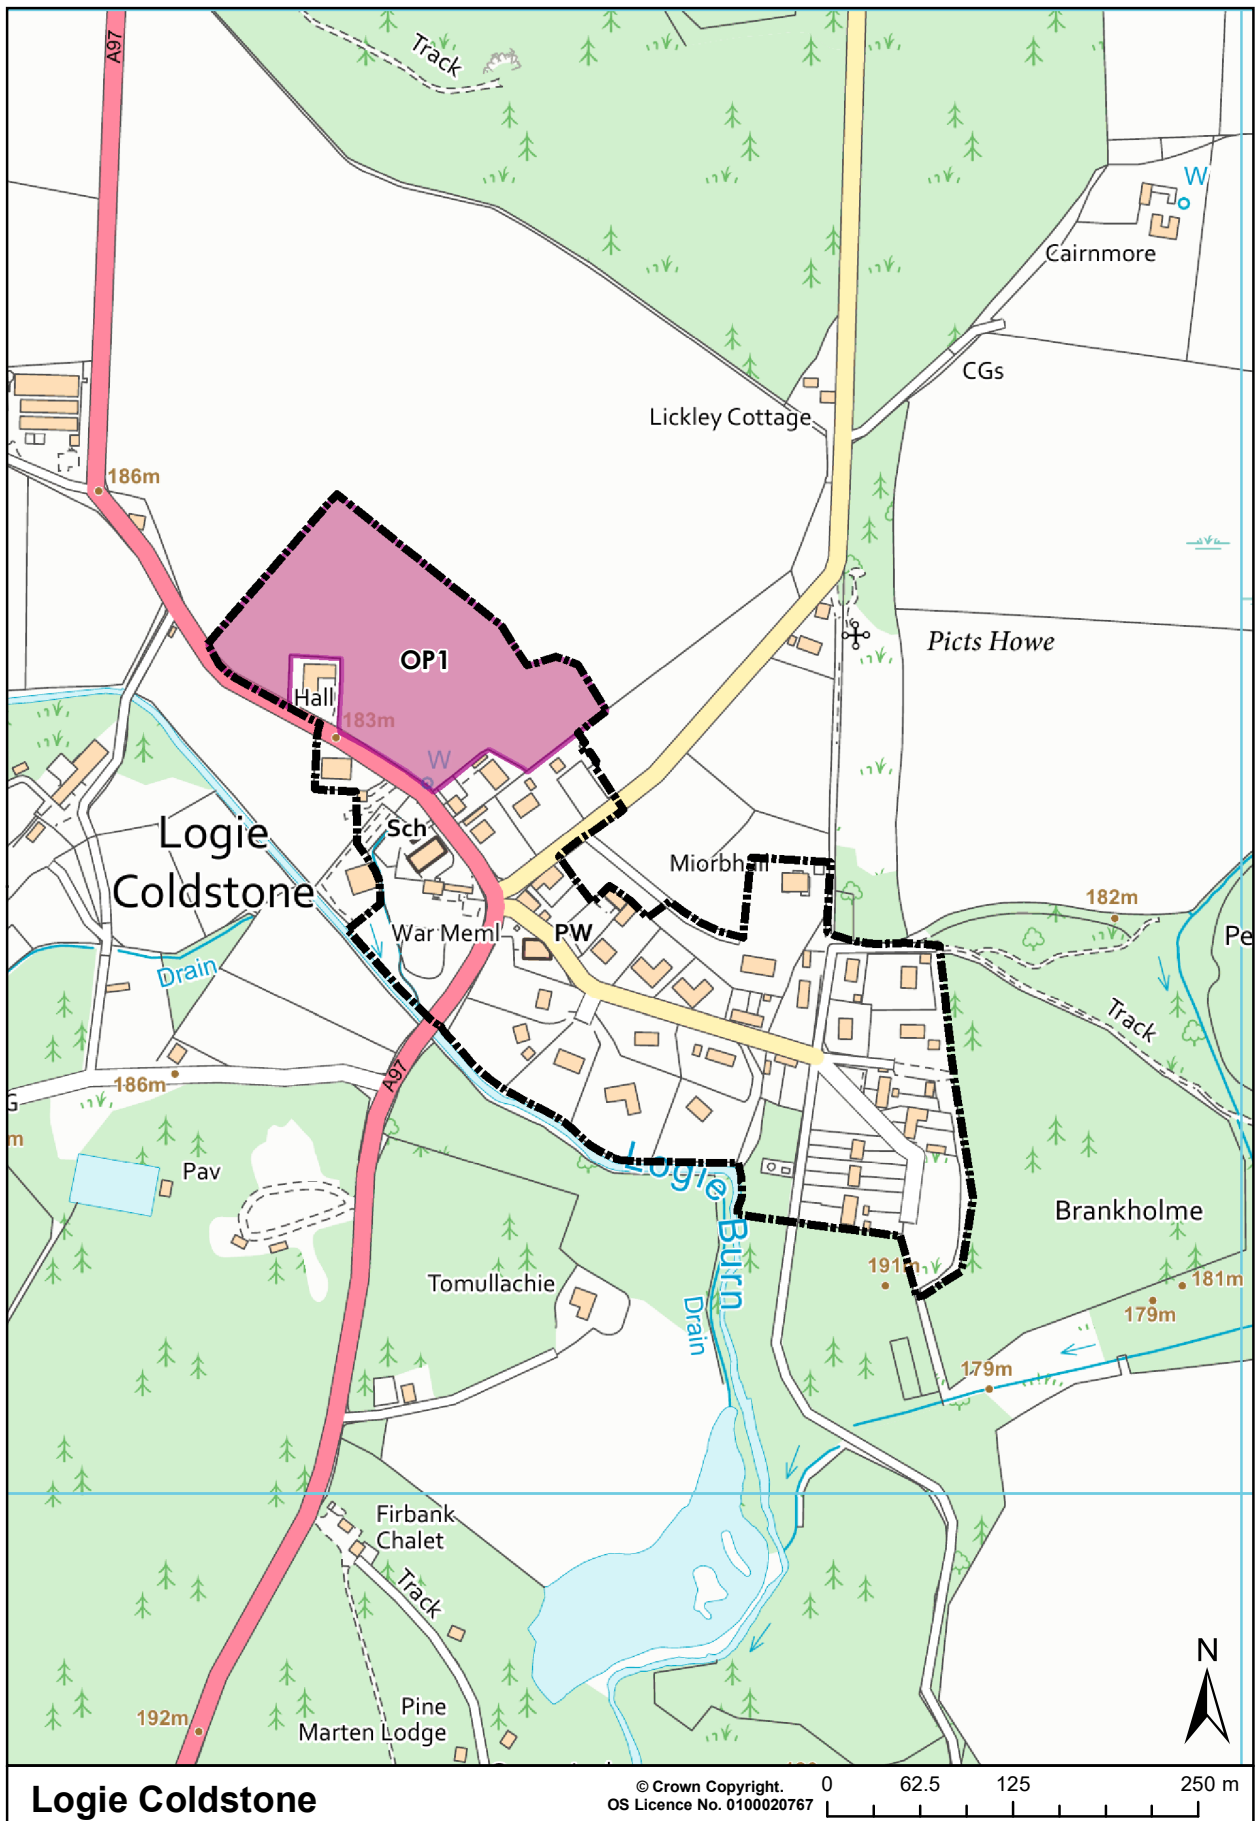 A97
Track
W
Cairnmore
CGs
Lickley Cottage
186m
OP1
Picts Howe
Hall
183m
W
Sch
Logie
Coldstone
Miorbhail
182m
War Meml
PW
Drain
Track
A97
186m
G
m
Pav
Logie Burn
Brankholme
191m
181m
179m
Tomullachie
Drain
179m
Firbank
Chalet
Track
N
Pine
Marten Lodge
192m
Logie Coldstone
© Crown Copyright.
OS Licence No. 0100020767
0 62.5 125 250 m